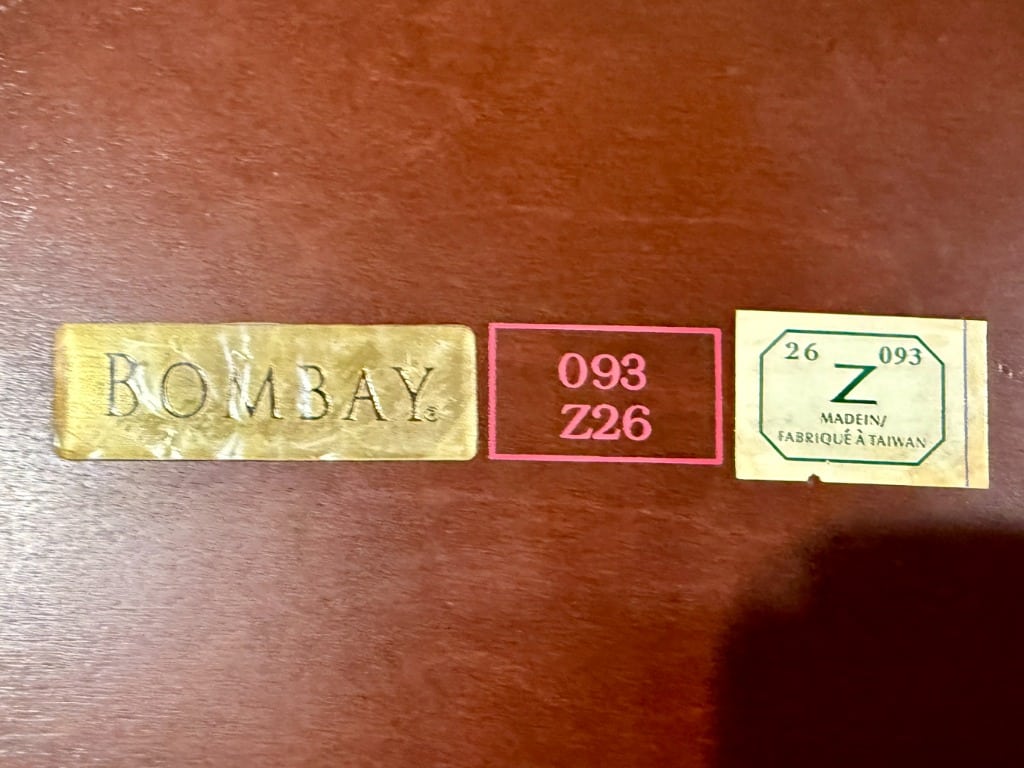 BOMBAY®
093
Z26
26 093
Z
MADE IN/
FABRIQUÉ À TAIWAN